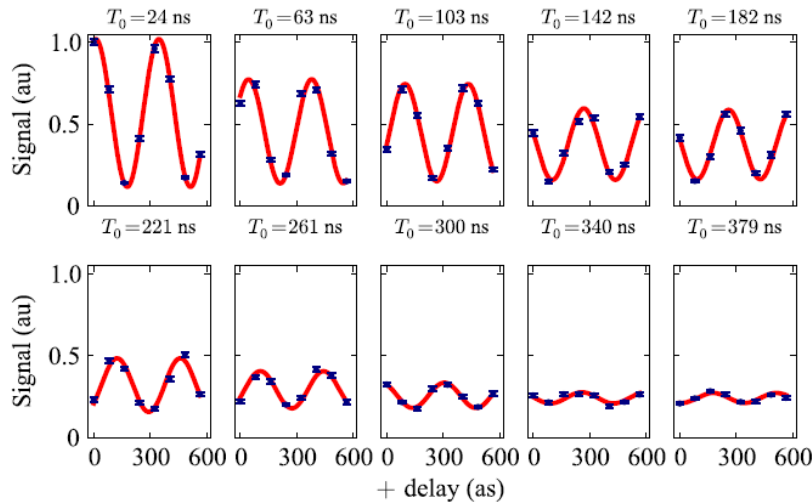 T₀=24 ns T₀=63 ns T₀=103 ns T₀=142 ns T₀=182 ns
1.0
0.5
0
Signal (au)
T₀=221 ns T₀=261 ns T₀=300 ns T₀=340 ns T₀=379 ns
1.0
0.5
0
Signal (au)
0 300 600 0 300 600 0 300 600 0 300 600 0 300 600
+ delay (as)